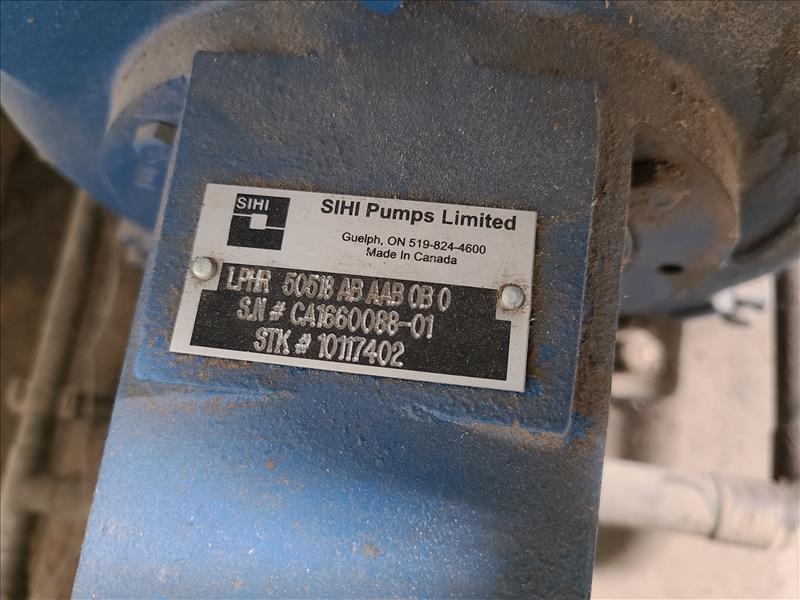 SIHI
SIHI Pumps Limited
Guelph, ON 519-824-4600
Made In Canada
LPHR 50518 AB AAB 0B 0
S.N # CA1660088-01
STK # 10117402